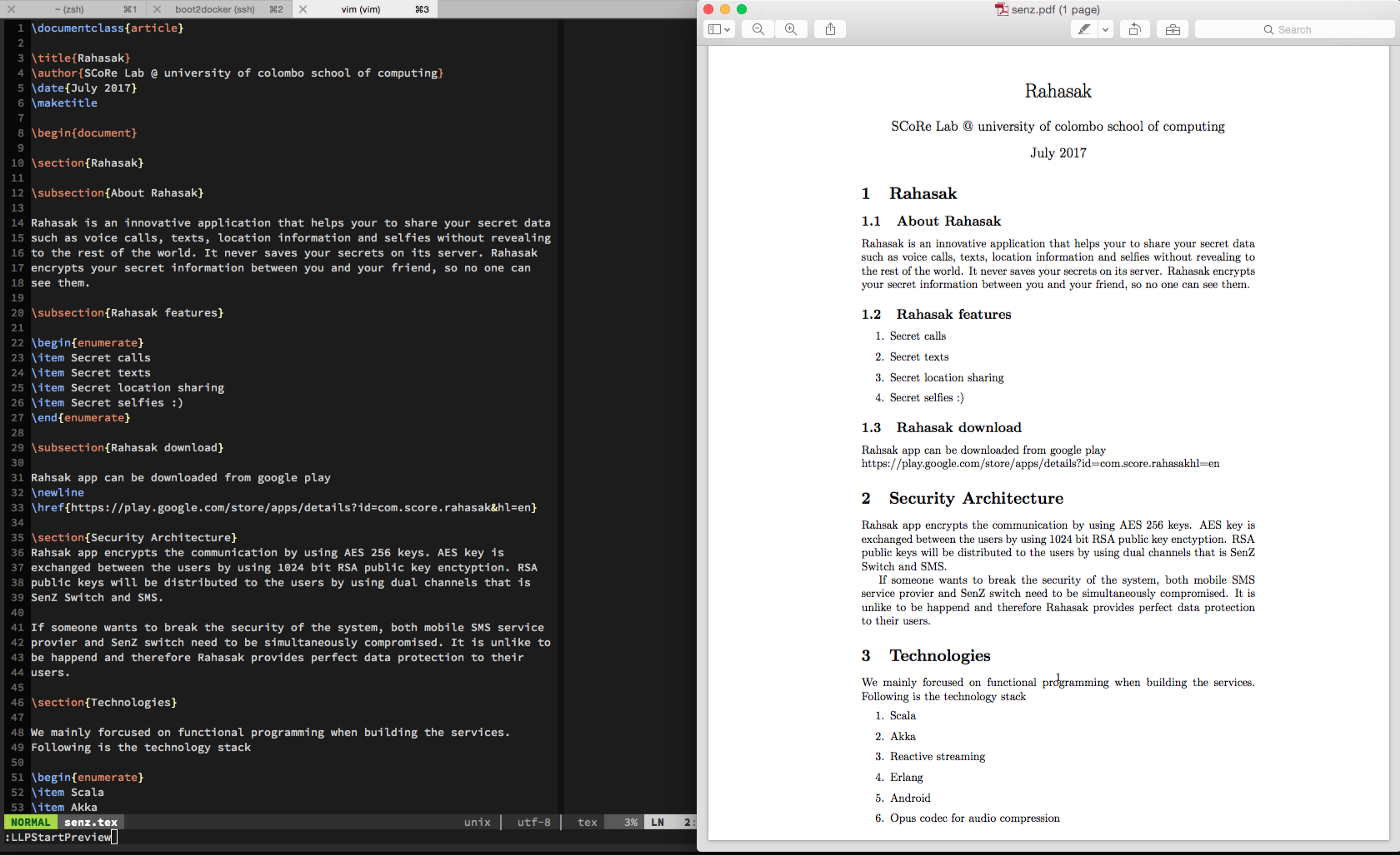 ~ (zsh) ⌘1 boot2docker (ssh) ⌘2 vim (vim) ⌘3
1 \documentclass{article}
2
3 \title{Rahasak}
4 \author{SCoRe Lab @ university of colombo school of computing}
5 \date{July 2017}
6 \maketitle
7
8 \begin{document}
9
10 \section{Rahasak}
11
12 \subsection{About Rahasak}
13
14 Rahasak is an innovative application that helps your to share your secret data
15 such as voice calls, texts, location information and selfies without revealing
16 to the rest of the world. It never saves your secrets on its server. Rahasak
17 encrypts your secret information between you and your friend, so no one can
18 see them.
19
20 \subsection{Rahasak features}
21
22 \begin{enumerate}
23 \item Secret calls
24 \item Secret texts
25 \item Secret location sharing
26 \item Secret selfies :)
27 \end{enumerate}
28
29 \subsection{Rahasak download}
30
31 Rahsak app can be downloaded from google play
32 \newline
33 \href{https://play.google.com/store/apps/details?id=com.score.rahasak&hl=en}
34
35 \section{Security Architecture}
36 Rahsak app encrypts the communication by using AES 256 keys. AES key is
37 exchanged between the users by using 1024 bit RSA public key enctyption. RSA
38 public keys will be distributed to the users by using dual channels that is
39 SenZ Switch and SMS.
40
41 If someone wants to break the security of the system, both mobile SMS service
42 provier and SenZ switch need to be simultaneously compromised. It is unlike to
43 be happend and therefore Rahasak provides perfect data protection to their
44 users.
45
46 \section{Technologies}
47
48 We mainly forcused on functional programming when building the services.
49 Following is the technology stack
50
51 \begin{enumerate}
52 \item Scala
53 \item Akka
NORMAL senz.tex unix utf-8 tex 3% LN 2:
:LLPStartPreview
senz.pdf (1 page)
Search
Rahasak
SCoRe Lab @ university of colombo school of computing
July 2017
1 Rahasak
1.1 About Rahasak
Rahasak is an innovative application that helps your to share your secret data
such as voice calls, texts, location information and selfies without revealing to
the rest of the world. It never saves your secrets on its server. Rahasak encrypts
your secret information between you and your friend, so no one can see them.
1.2 Rahasak features
1. Secret calls
2. Secret texts
3. Secret location sharing
4. Secret selfies :)
1.3 Rahasak download
Rahsak app can be downloaded from google play
https://play.google.com/store/apps/details?id=com.score.rahasakhl=en
2 Security Architecture
Rahsak app encrypts the communication by using AES 256 keys. AES key is
exchanged between the users by using 1024 bit RSA public key enctyption. RSA
public keys will be distributed to the users by using dual channels that is SenZ
Switch and SMS.
If someone wants to break the security of the system, both mobile SMS
service provier and SenZ switch need to be simultaneously compromised. It is
unlike to be happend and therefore Rahasak provides perfect data protection
to their users.
3 Technologies
We mainly forcused on functional programming when building the services.
Following is the technology stack
1. Scala
2. Akka
3. Reactive streaming
4. Erlang
5. Android
6. Opus codec for audio compression